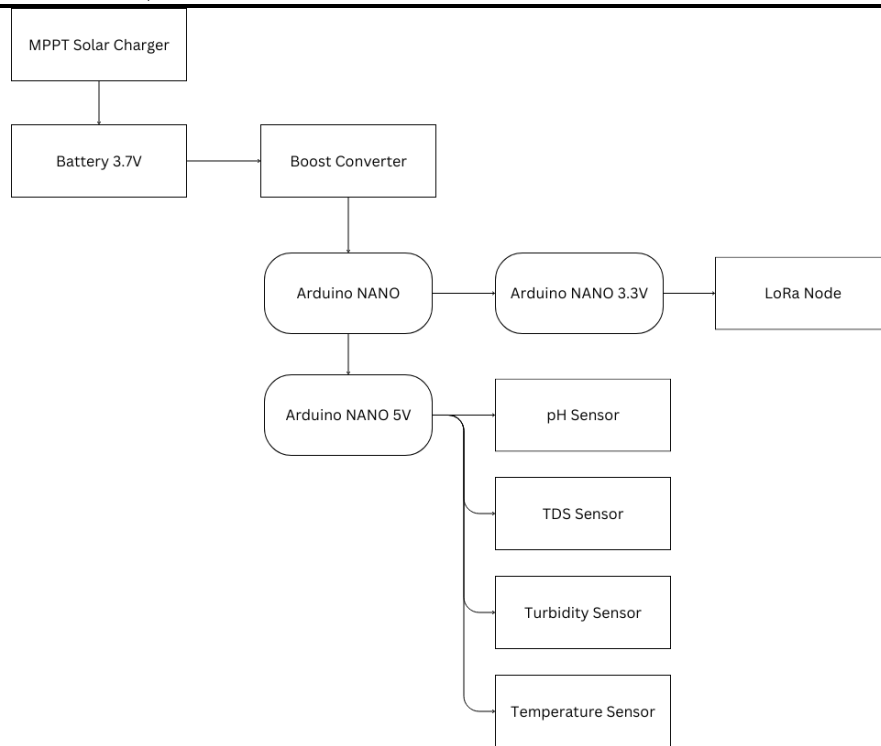 MPPT Solar Charger
Battery 3.7V
Boost Converter
Arduino NANO
Arduino NANO 3.3V
LoRa Node
Arduino NANO 5V
pH Sensor
TDS Sensor
Turbidity Sensor
Temperature Sensor